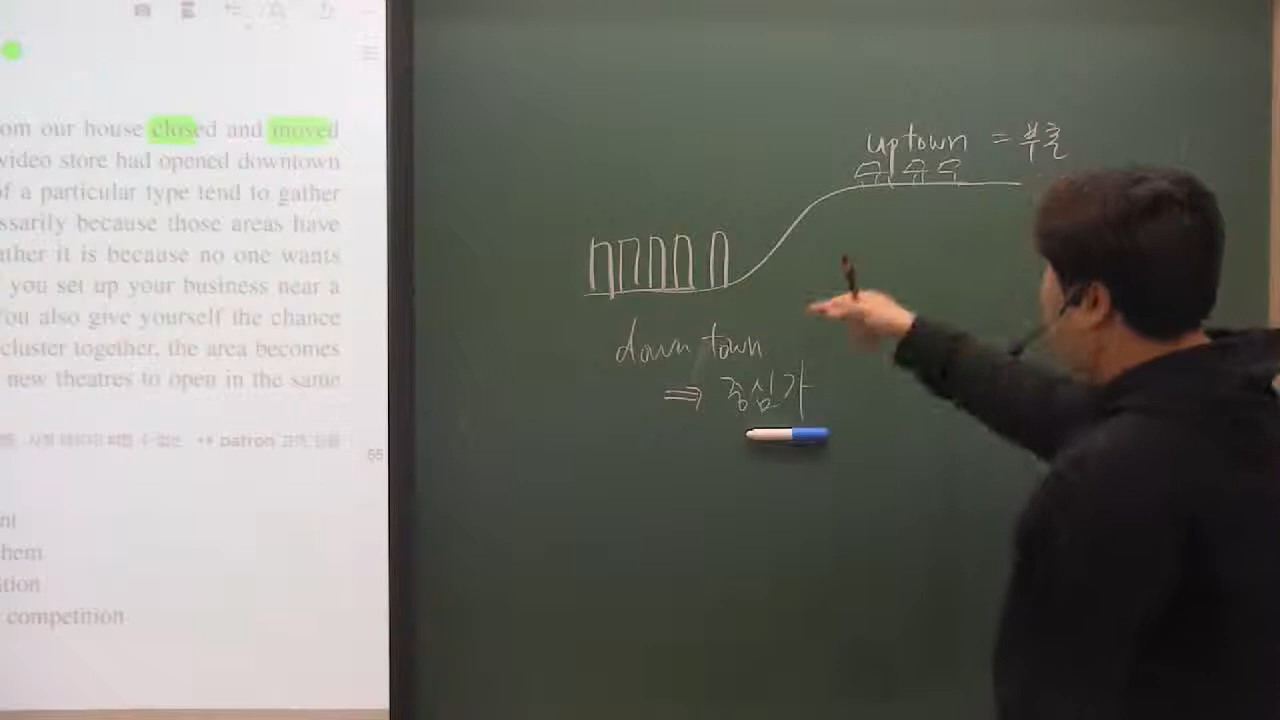 om our house closed and moved
video store had opened downtown
of a particular type tend to gather
ssarily because those areas have
ather it is because no one wants
you set up your business near a
You also give yourself the chance
cluster together, the area becomes
new theatres to open in the same
** patron
55
nt
hem
ition
competition
uptown = 부촌
down town
⇒ 중심가